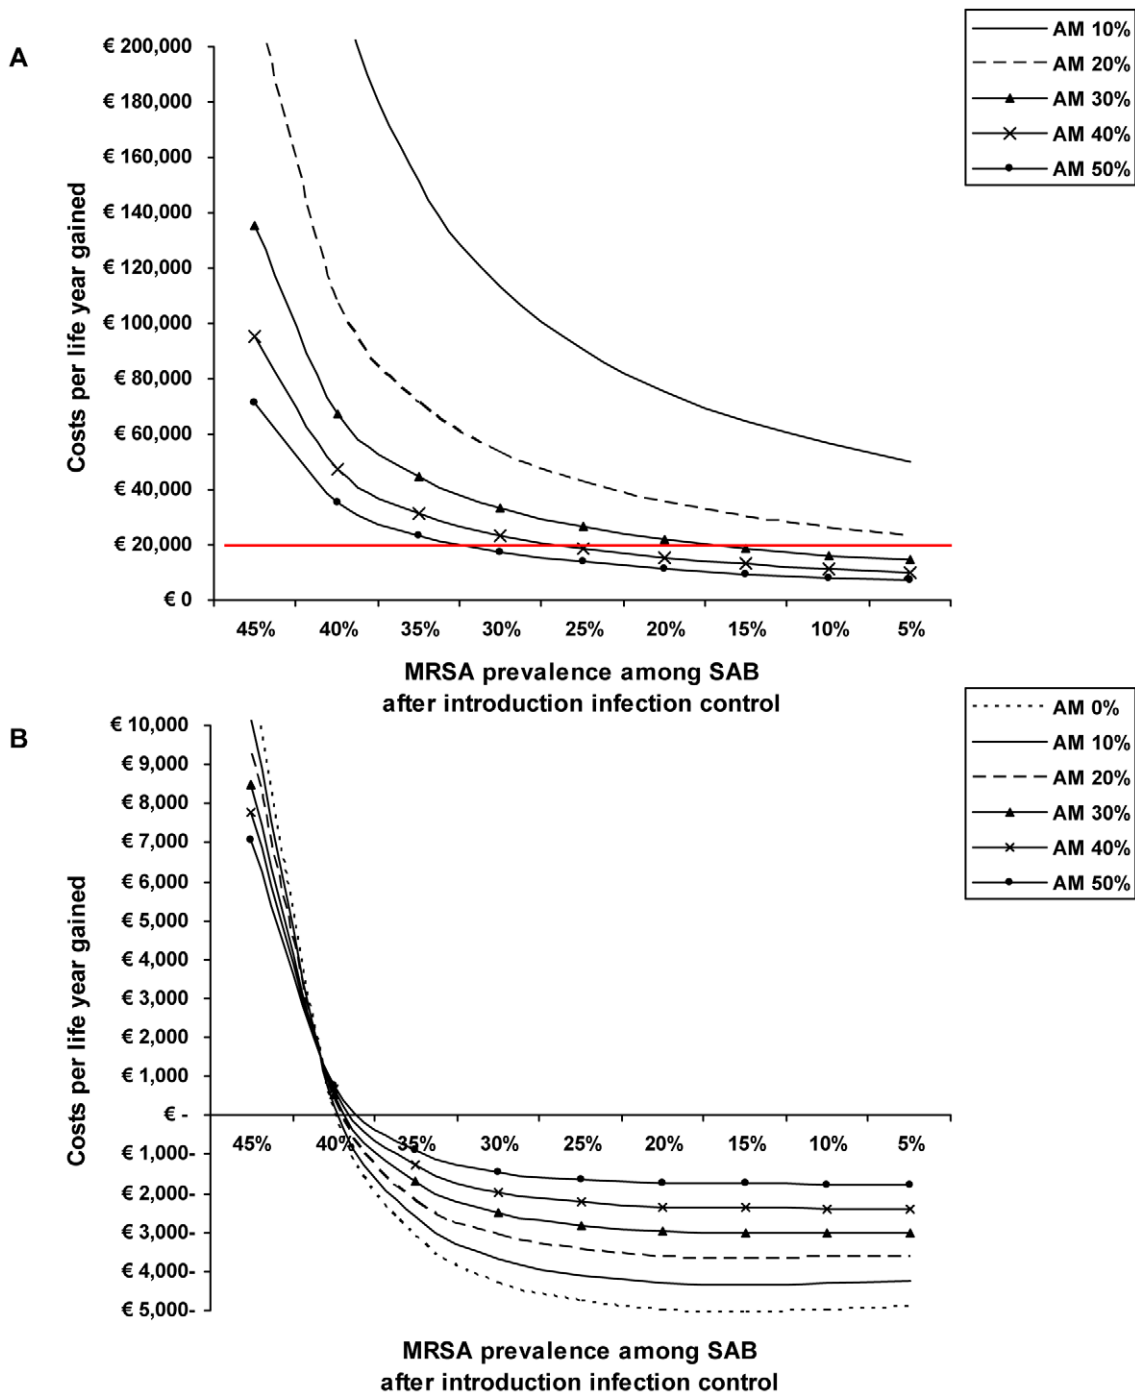 A
Costs per life year gained
€ 200,000
€ 180,000
€ 160,000
€ 140,000
€ 120,000
€ 100,000
€ 80,000
€ 60,000
€ 40,000
€ 20,000
€ 0
45% 40% 35% 30% 25% 20% 15% 10% 5%
MRSA prevalence among SAB
after introduction infection control
AM 10%
AM 20%
AM 30%
AM 40%
AM 50%
B
Costs per life year gained
€ 10,000
€ 9,000
€ 8,000
€ 7,000
€ 6,000
€ 5,000
€ 4,000
€ 3,000
€ 2,000
€ 1,000
€ -
€ 1,000-
€ 2,000-
€ 3,000-
€ 4,000-
€ 5,000-
45% 40% 35% 30% 25% 20% 15% 10% 5%
MRSA prevalence among SAB
after introduction infection control
AM 0%
AM 10%
AM 20%
AM 30%
AM 40%
AM 50%